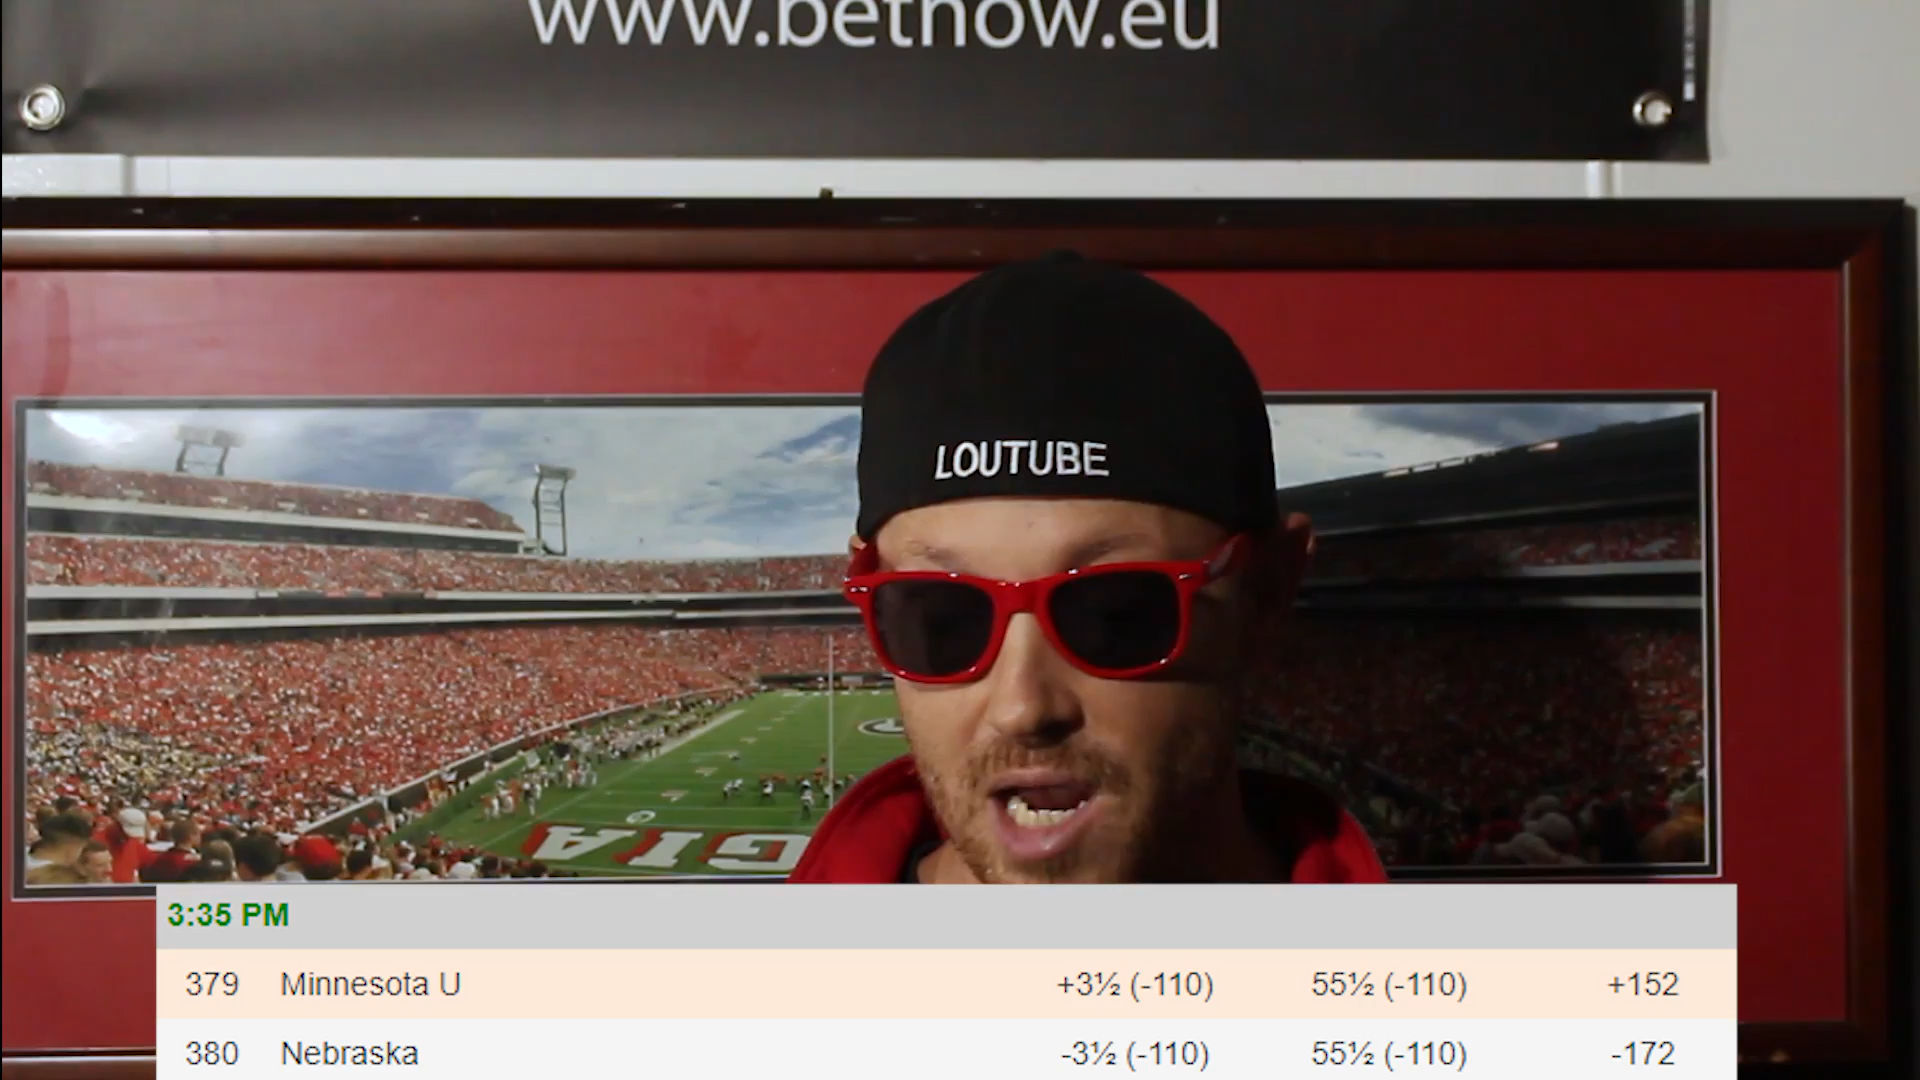 www.betnow.eu
LOUTUBE
GIA
3:35 PM
379 Minnesota U +3½ (-110) 55½ (-110) +152
380 Nebraska -3½ (-110) 55½ (-110) -172